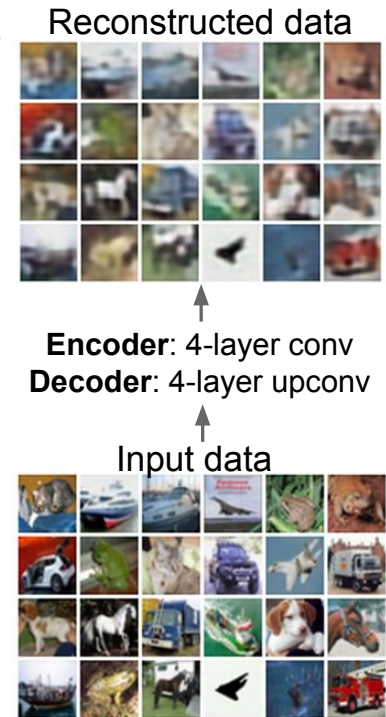 Reconstructed data
Encoder: 4-layer conv
Decoder: 4-layer upconv
Input data